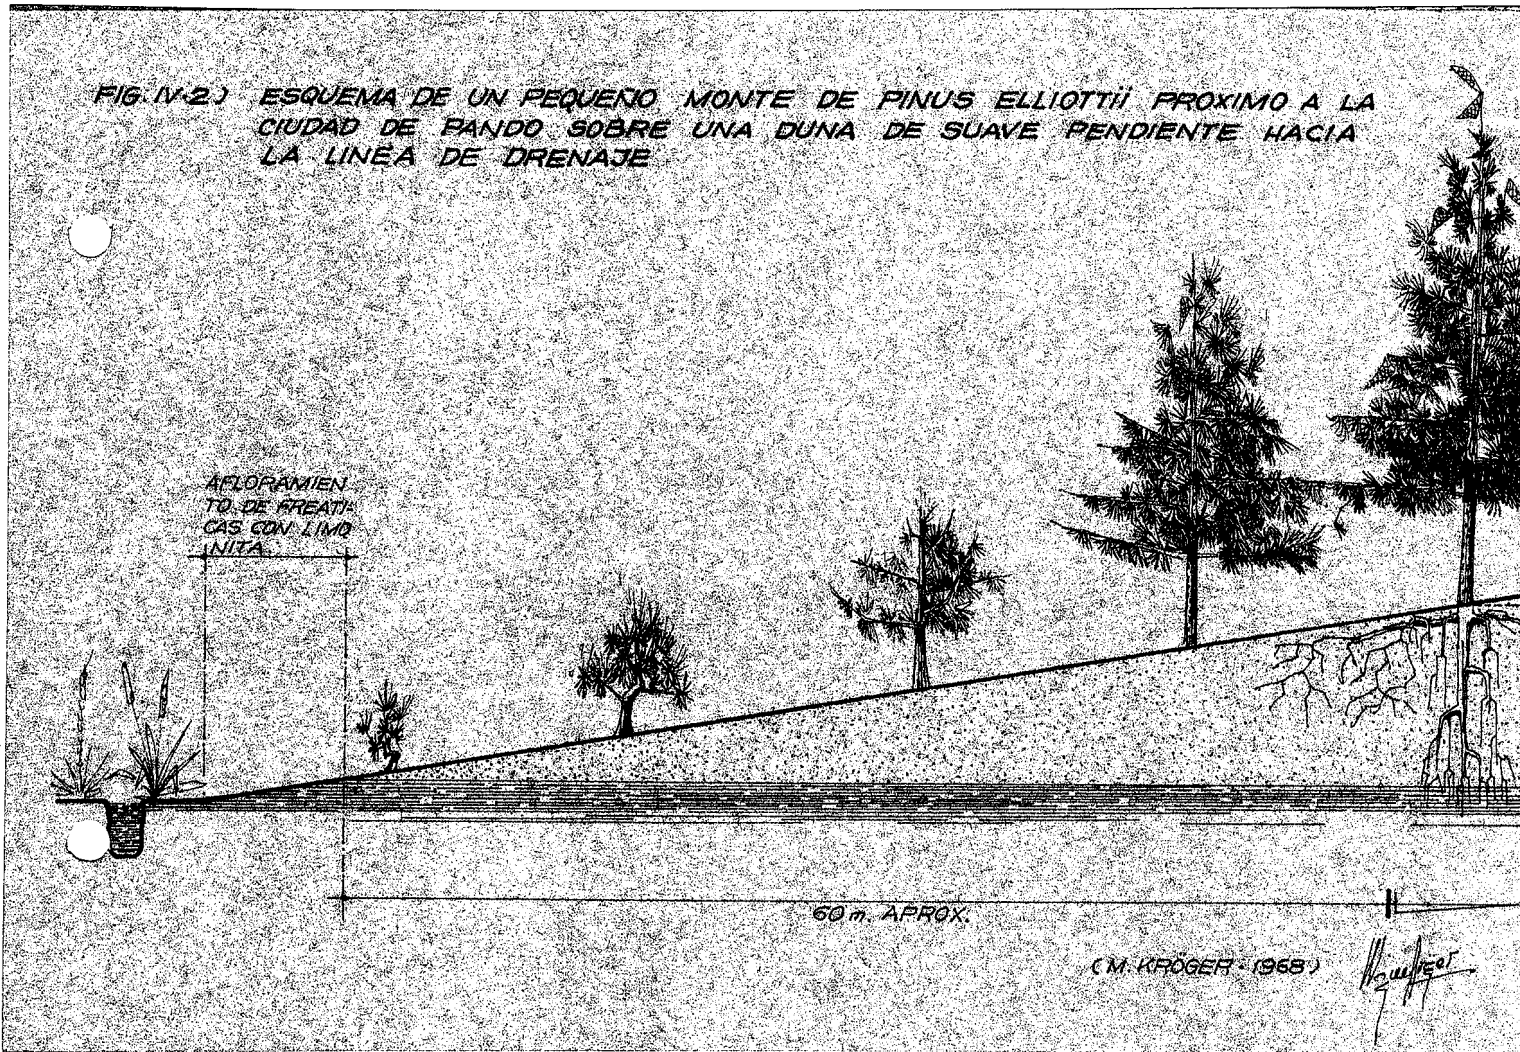 FIG. IV-2) ESQUEMA DE UN PEQUEÑO MONTE DE PINUS ELLIOTTii PROXIMO A LA
CIUDAD DE PANDO SOBRE UNA DUNA DE SUAVE PENDIENTE HACIA
LA LINEA DE DRENAJE
AFLORAMIEN
TO DE FREATI-
CAS CON LIMO
NITA
60 m. APROX.
(M. KRÖGER - 1968)